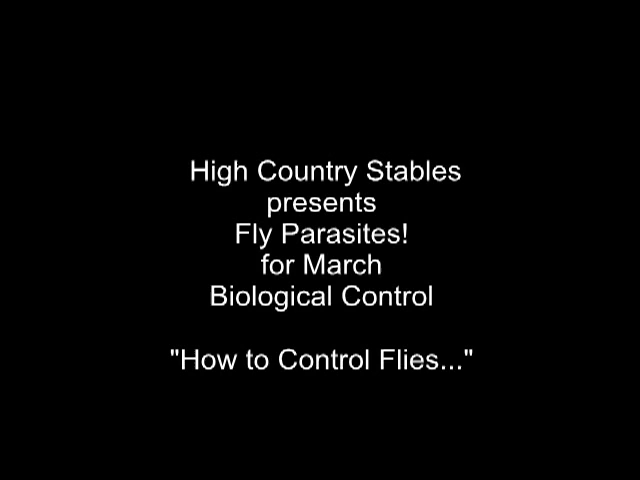 High Country Stables
presents
Fly Parasites!
for March
Biological Control
"How to Control Flies..."